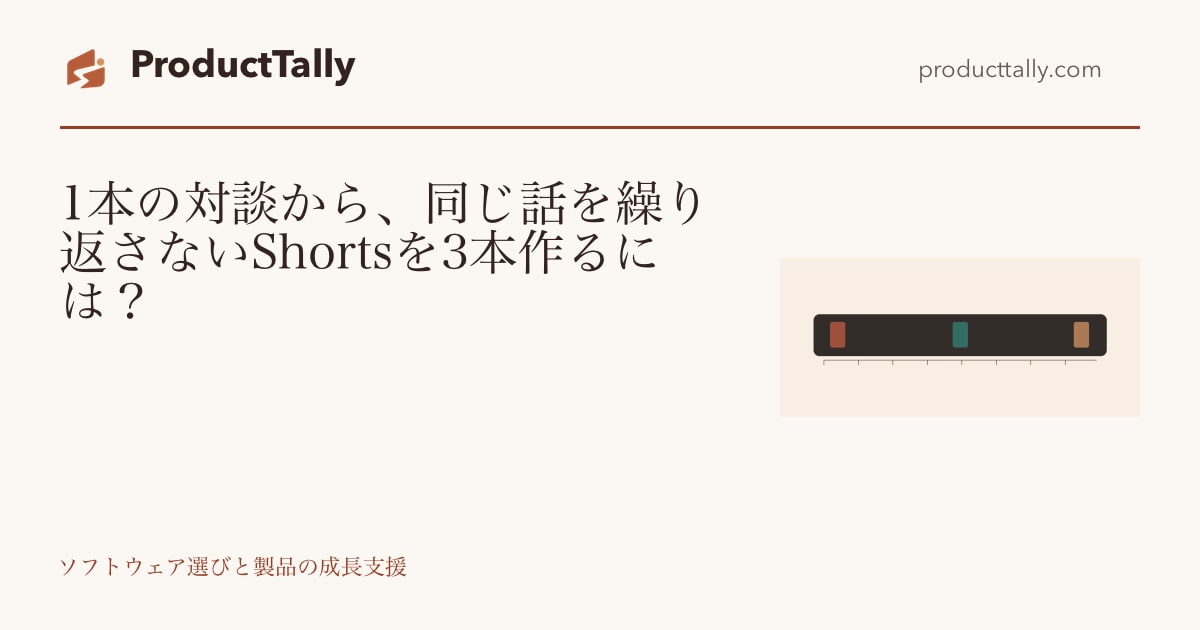 ProductTally
producttally.com
1本の対談から、同じ話を繰り
返さないShortsを3本作るに
は？
ソフトウェア選びと製品の成長支援